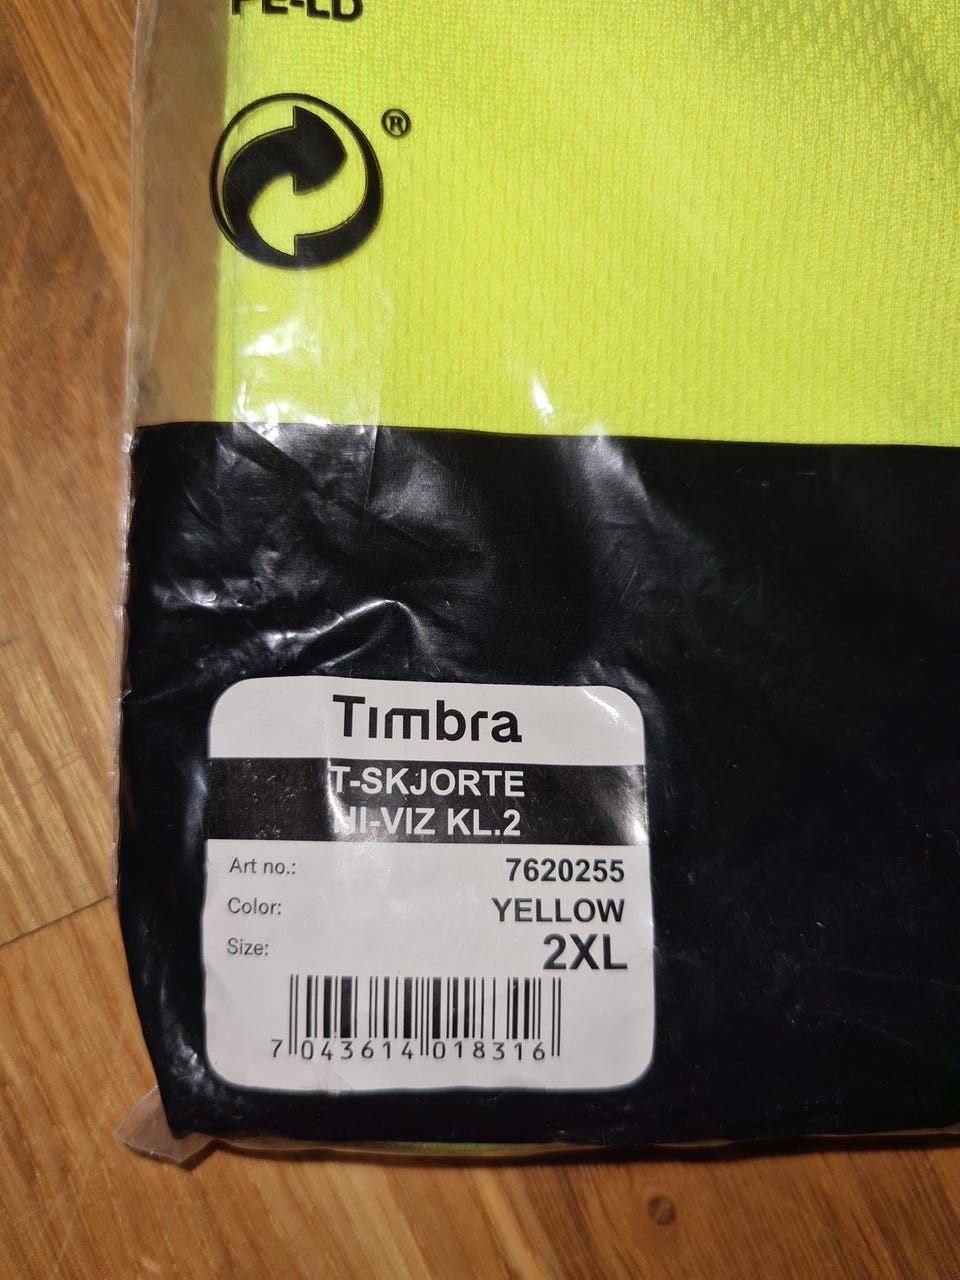 PE-LD
®
Timbra
T-SKJORTE
HI-VIZ KL.2
Art no.: 7620255
Color: YELLOW
Size: 2XL
7 043614 018316